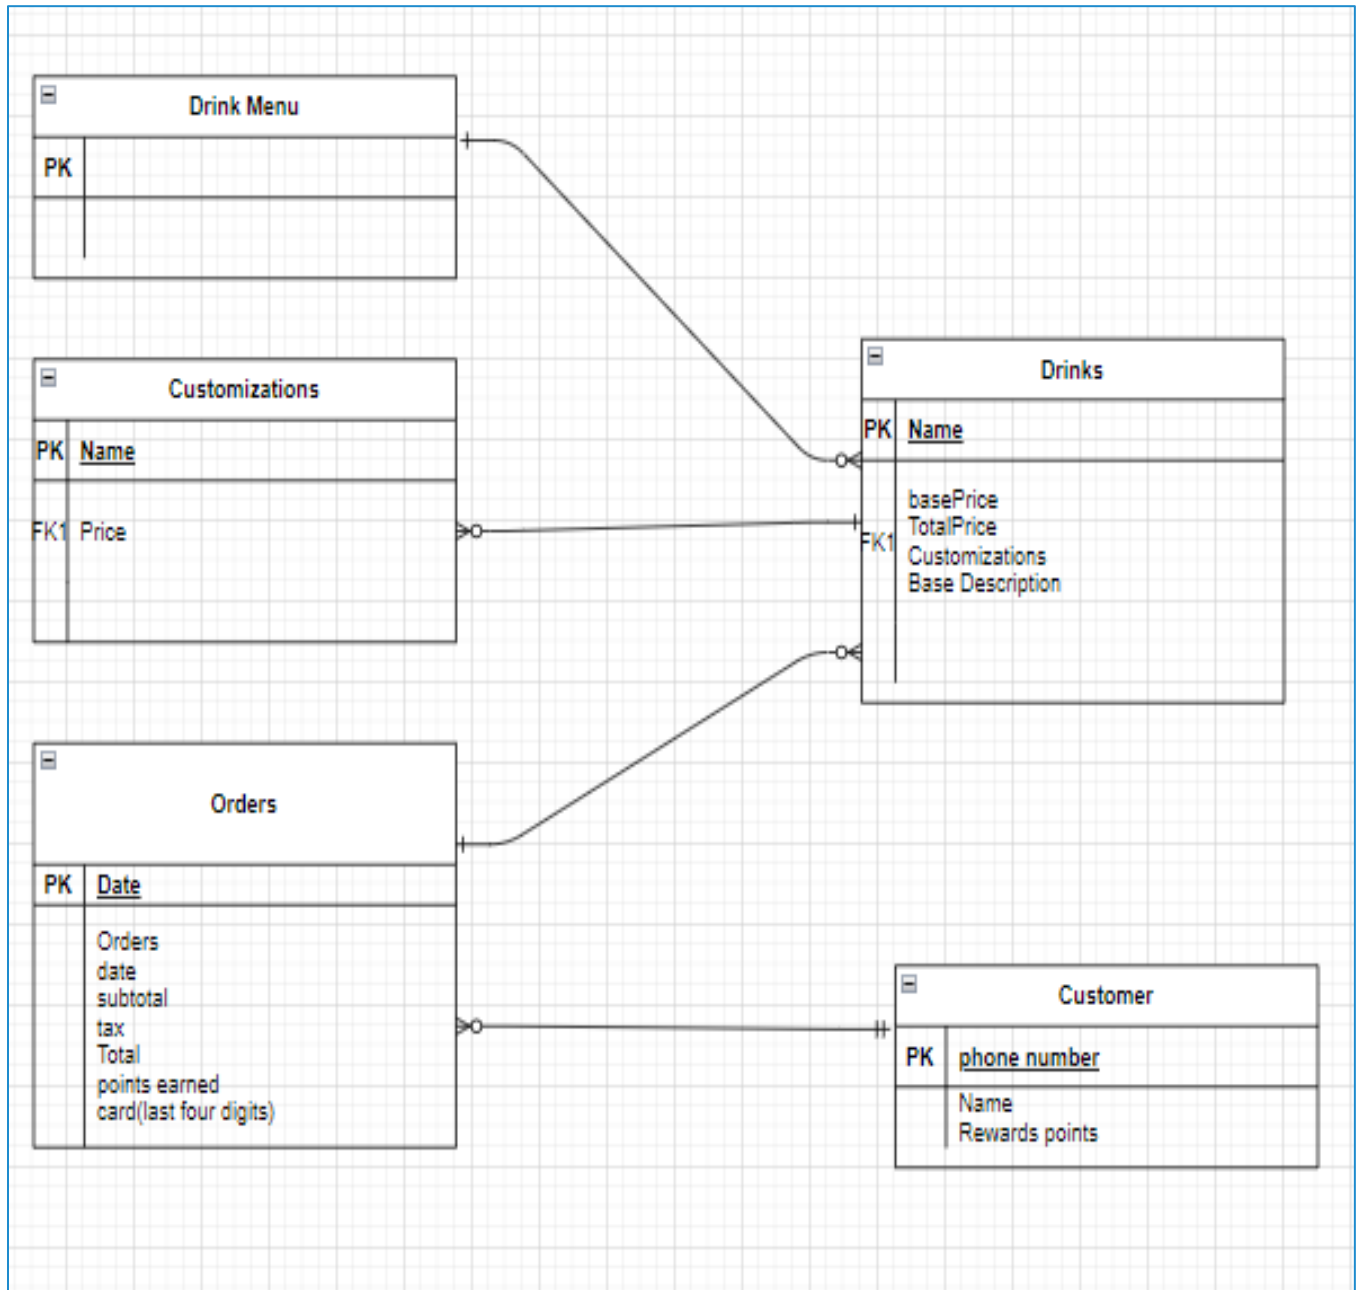 Drink Menu
PK
Customizations
PK Name
FK1 Price
Drinks
PK Name
basePrice
TotalPrice
FK1
Customizations
Base Description
Orders
PK Date
Orders
date
subtotal
tax
Total
points earned
card(last four digits)
Customer
PK phone number
Name
Rewards points